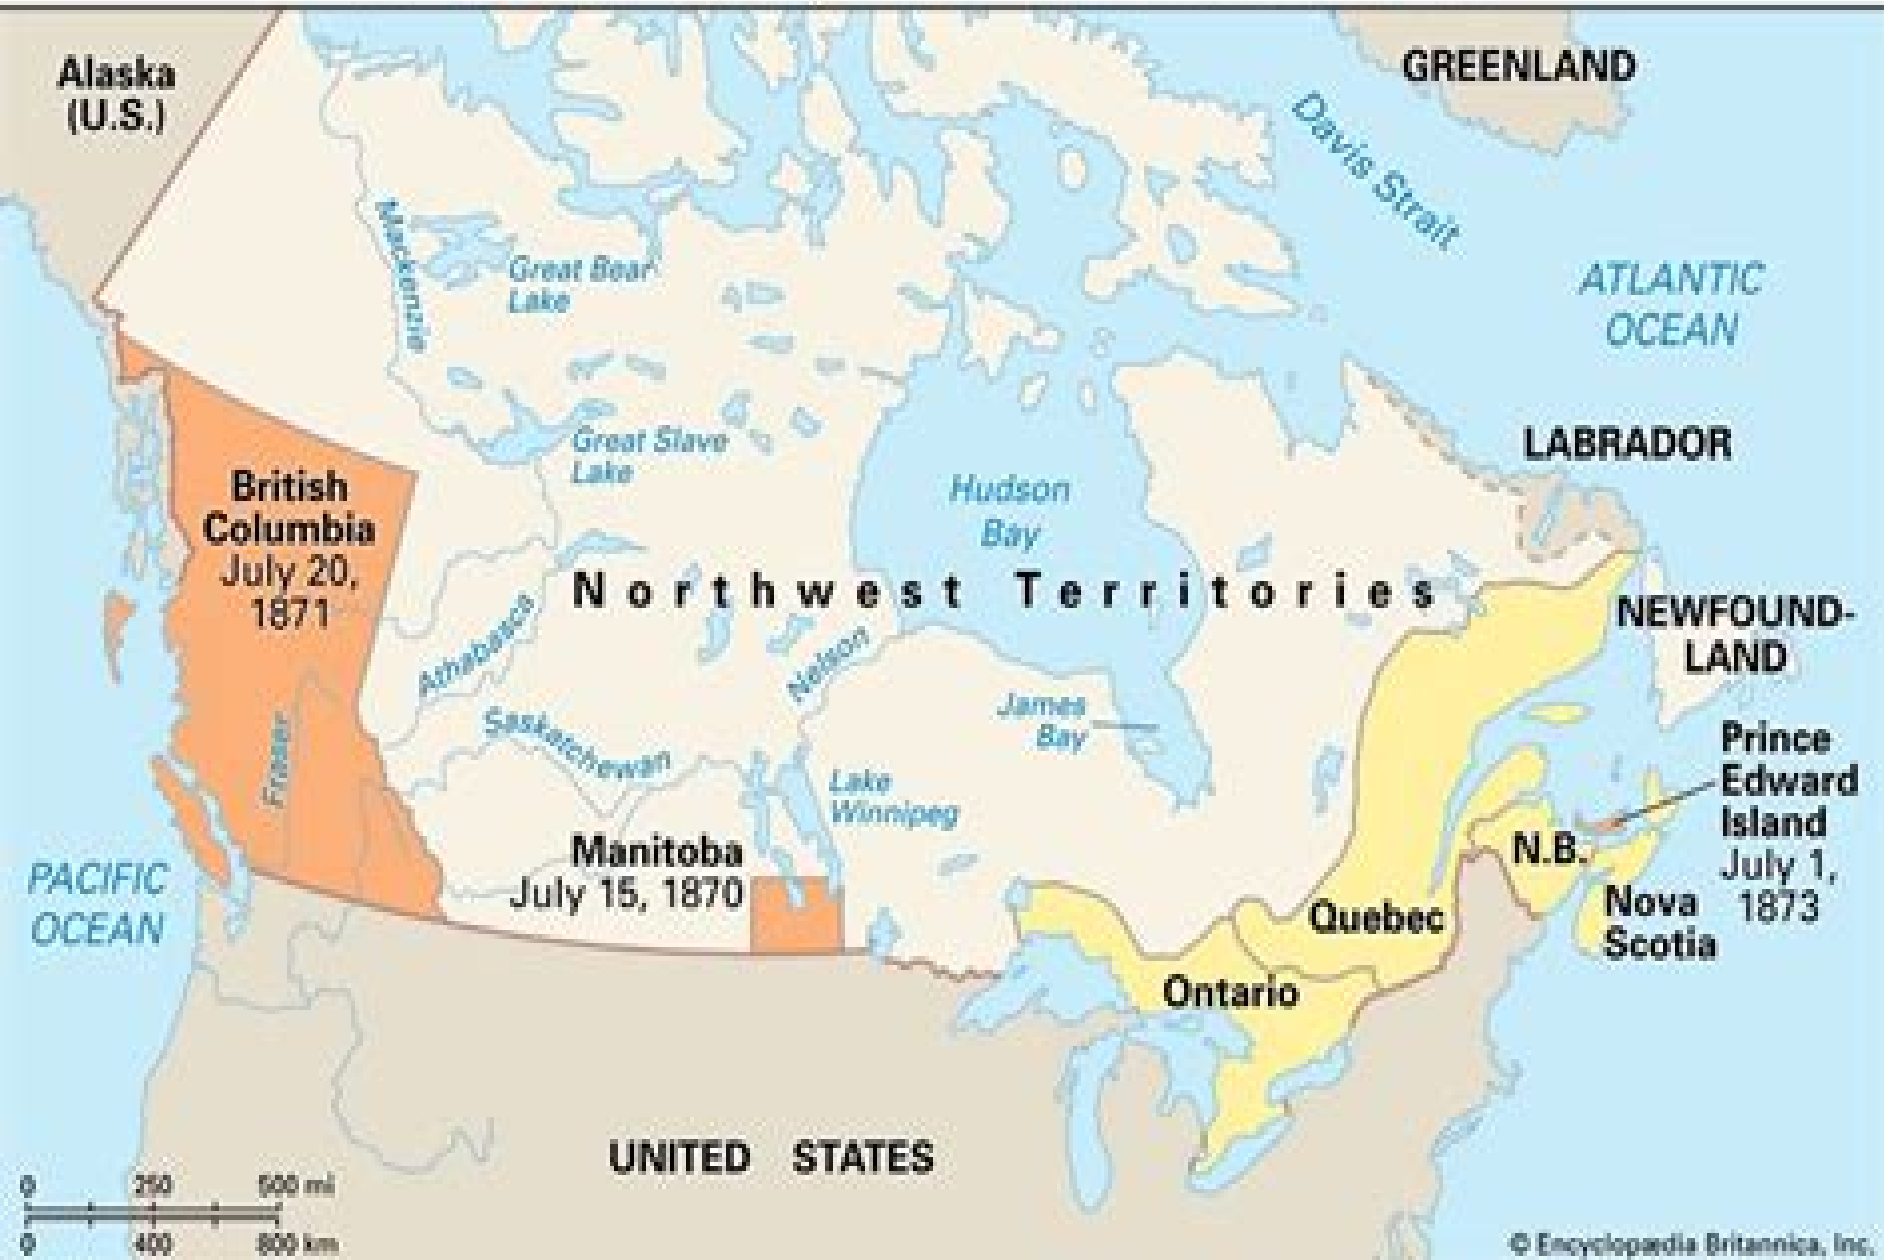 Alaska
(U.S.)
GREENLAND
Davis Strait
ATLANTIC
OCEAN
Mackenzie
Great Bear
Lake
Great Slave
Lake
LABRADOR
Hudson
Bay
British
Columbia
July 20,
1871
Northwest Territories
NEWFOUND-
LAND
Athabasca
Nelson
James
Bay
Saskatchewan
Fraser
Lake
Winnipeg
Prince
Edward
Island
July 1,
1873
Manitoba
July 15, 1870
N.B.
PACIFIC
OCEAN
Quebec
Nova
Scotia
Ontario
UNITED STATES
0 250 500 mi
0 400 800 km
© Encyclopædia Britannica, Inc.